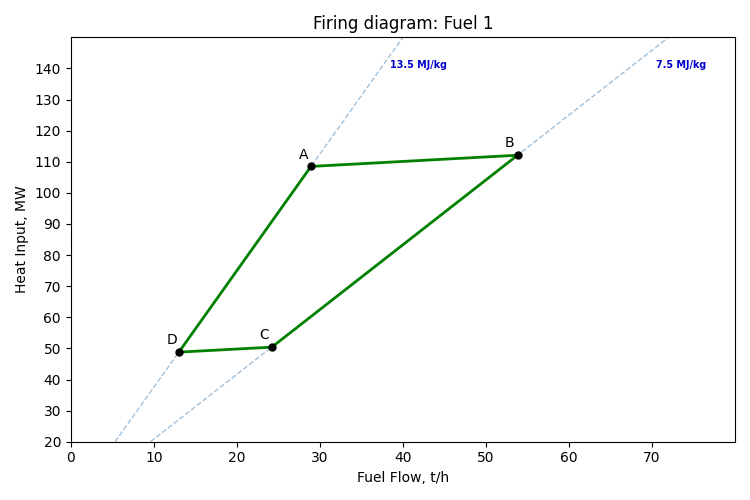 Firing diagram: Fuel 1
140
130
120
110
100
90
80
70
60
50
40
30
20
Heat Input, MW
13.5 MJ/kg
7.5 MJ/kg
A
B
D
C
0 10 20 30 40 50 60 70
Fuel Flow, t/h